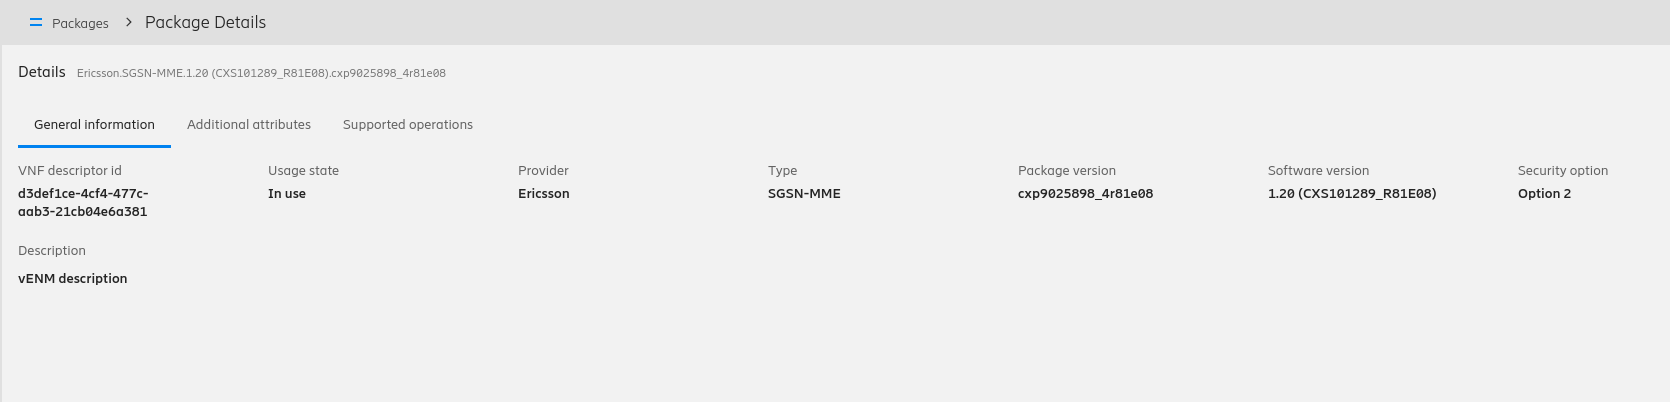 Packages > Package Details
Details Ericsson.SGSN-MME.1.20 (CXS101289_R81E08).cxp9025898_4r81e08
General information Additional attributes Supported operations
VNF descriptor id Usage state Provider Type Package version Software version Security option
d3def1ce-4cf4-477c- In use Ericsson SGSN-MME cxp9025898_4r81e08 1.20 (CXS101289_R81E08) Option 2
aab3-21cb04e6a381
Description
vENM description